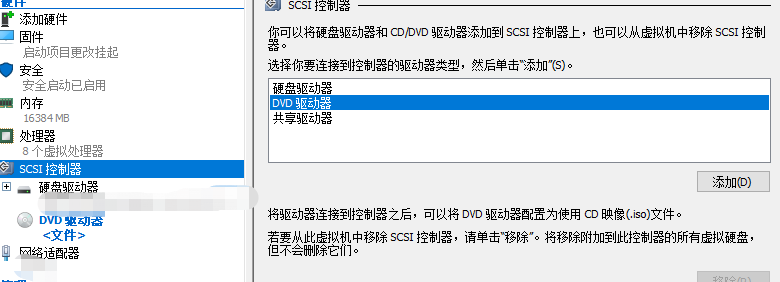 硬件
添加硬件
固件
启动项目更改挂起
安全
安全启动已启用
内存
16384 MB
处理器
8 个虚拟处理器
SCSI 控制器
硬盘驱动器
DVD 驱动器
<文件>
网络适配器
管理
SCSI 控制器
你可以将硬盘驱动器和 CD/DVD 驱动器添加到 SCSI 控制器上，也可以从虚拟机中移除 SCSI 控制
器。
选择你要连接到控制器的驱动器类型，然后单击“添加”(S)。
硬盘驱动器
DVD 驱动器
共享驱动器
添加(D)
将驱动器连接到控制器之后，可以将 DVD 驱动器配置为使用 CD 映像(.iso)文件。
若要从此虚拟机中移除 SCSI 控制器，请单击“移除”。将移除附加到此控制器的所有虚拟硬盘，
但不会删除它们。